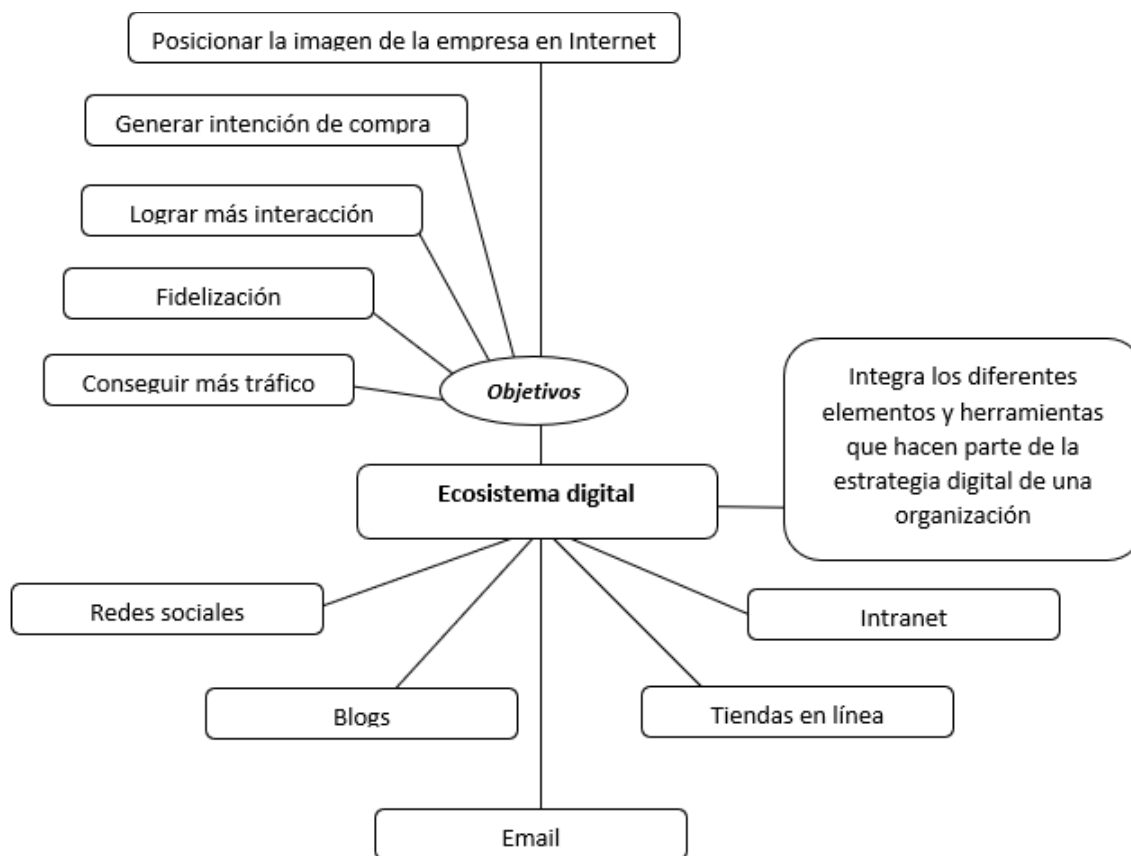 Posicionar la imagen de la empresa en Internet
Generar intención de compra
Lograr más interacción
Fidelización
Conseguir más tráfico
Objetivos
Integra los diferentes
elementos y herramientas
que hacen parte de la
estrategia digital de una
organización
Ecosistema digital
Redes sociales
Intranet
Blogs
Tiendas en línea
Email